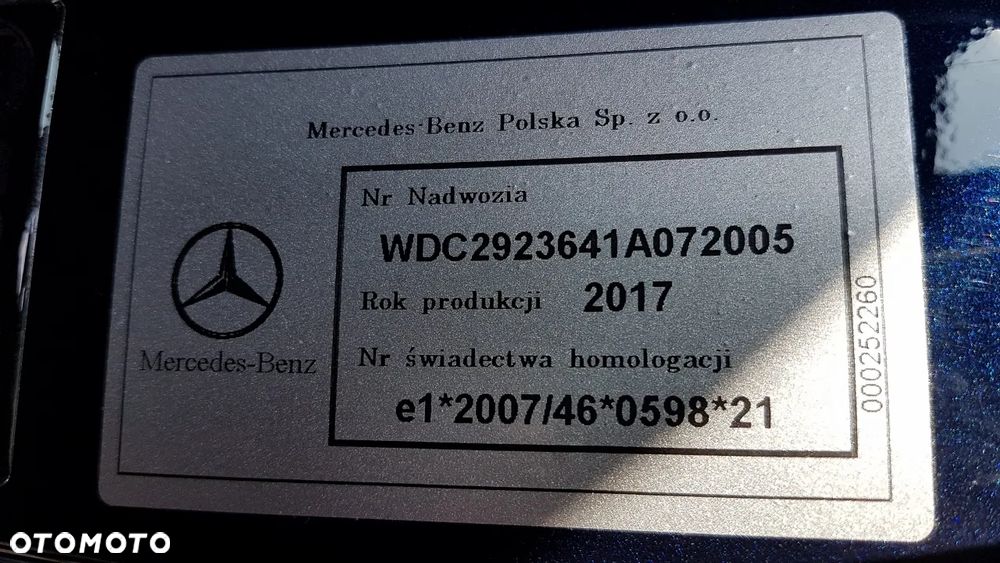 Mercedes-Benz Polska Sp. z o.o.
Nr Nadwozia
WDC2923641A072005
Rok produkcji 2017
Nr świadectwa homologacji
e1*2007/46*0598*21
Mercedes-Benz
000252260
OTOMOTO